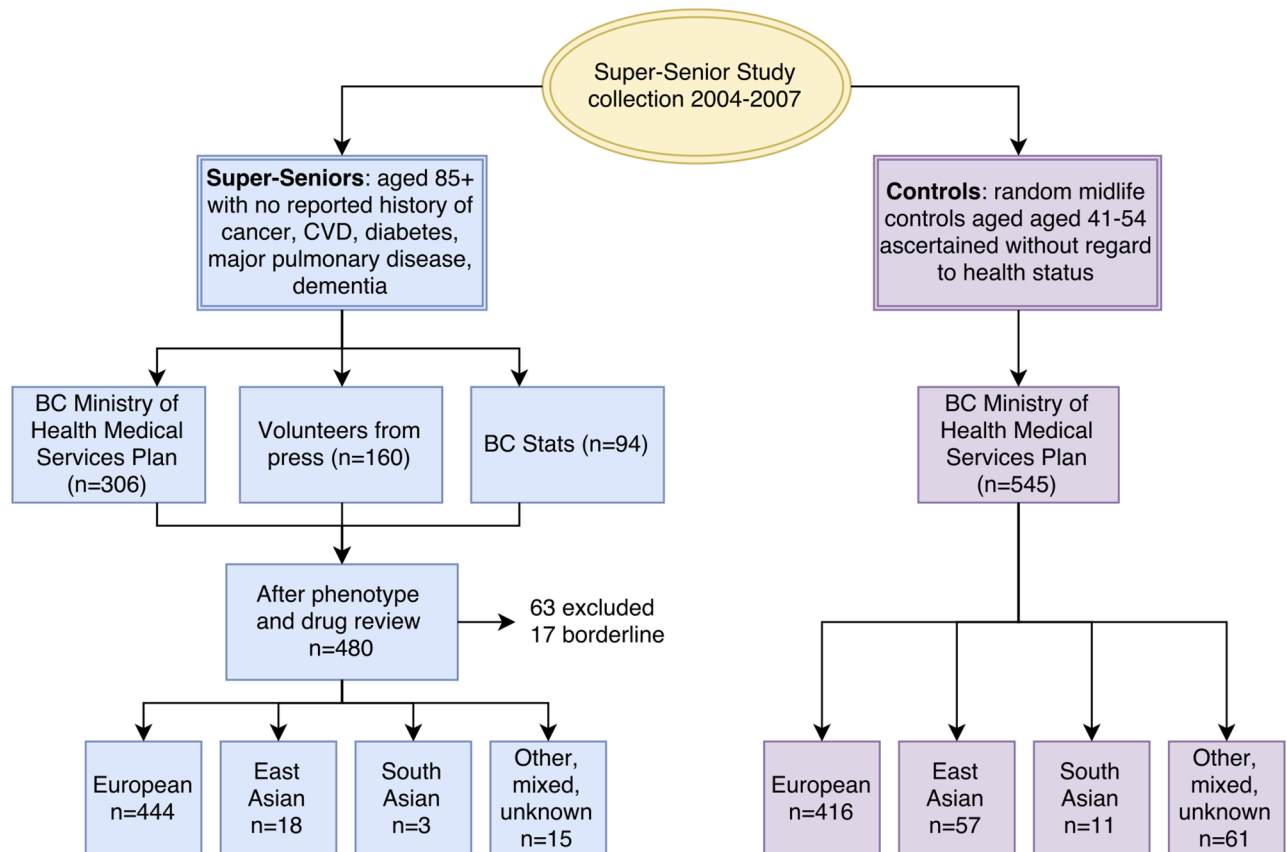 Super-Senior Study
collection 2004-2007
Super-Seniors: aged 85+
with no reported history of
cancer, CVD, diabetes,
major pulmonary disease,
dementia
Controls: random midlife
controls aged aged 41-54
ascertained without regard
to health status
BC Ministry of
Health Medical
Services Plan
(n=306)
Volunteers from
press (n=160)
BC Stats (n=94)
BC Ministry of
Health Medical
Services Plan
(n=545)
After phenotype
and drug review
n=480
63 excluded
17 borderline
European
n=444
East
Asian
n=18
South
Asian
n=3
Other,
mixed,
unknown
n=15
European
n=416
East
Asian
n=57
South
Asian
n=11
Other,
mixed,
unknown
n=61